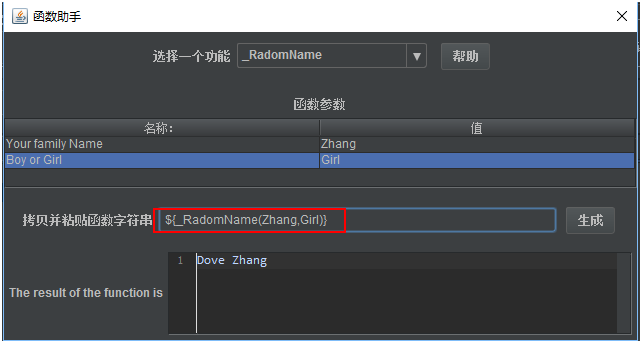 函数助手
选择一个功能 _RadomName 帮助
函数参数
名称: 值
Your family Name Zhang
Boy or Girl Girl
拷贝并粘贴函数字符串 ${_RadomName(Zhang,Girl)} 生成
1 Dove Zhang
The result of the function is